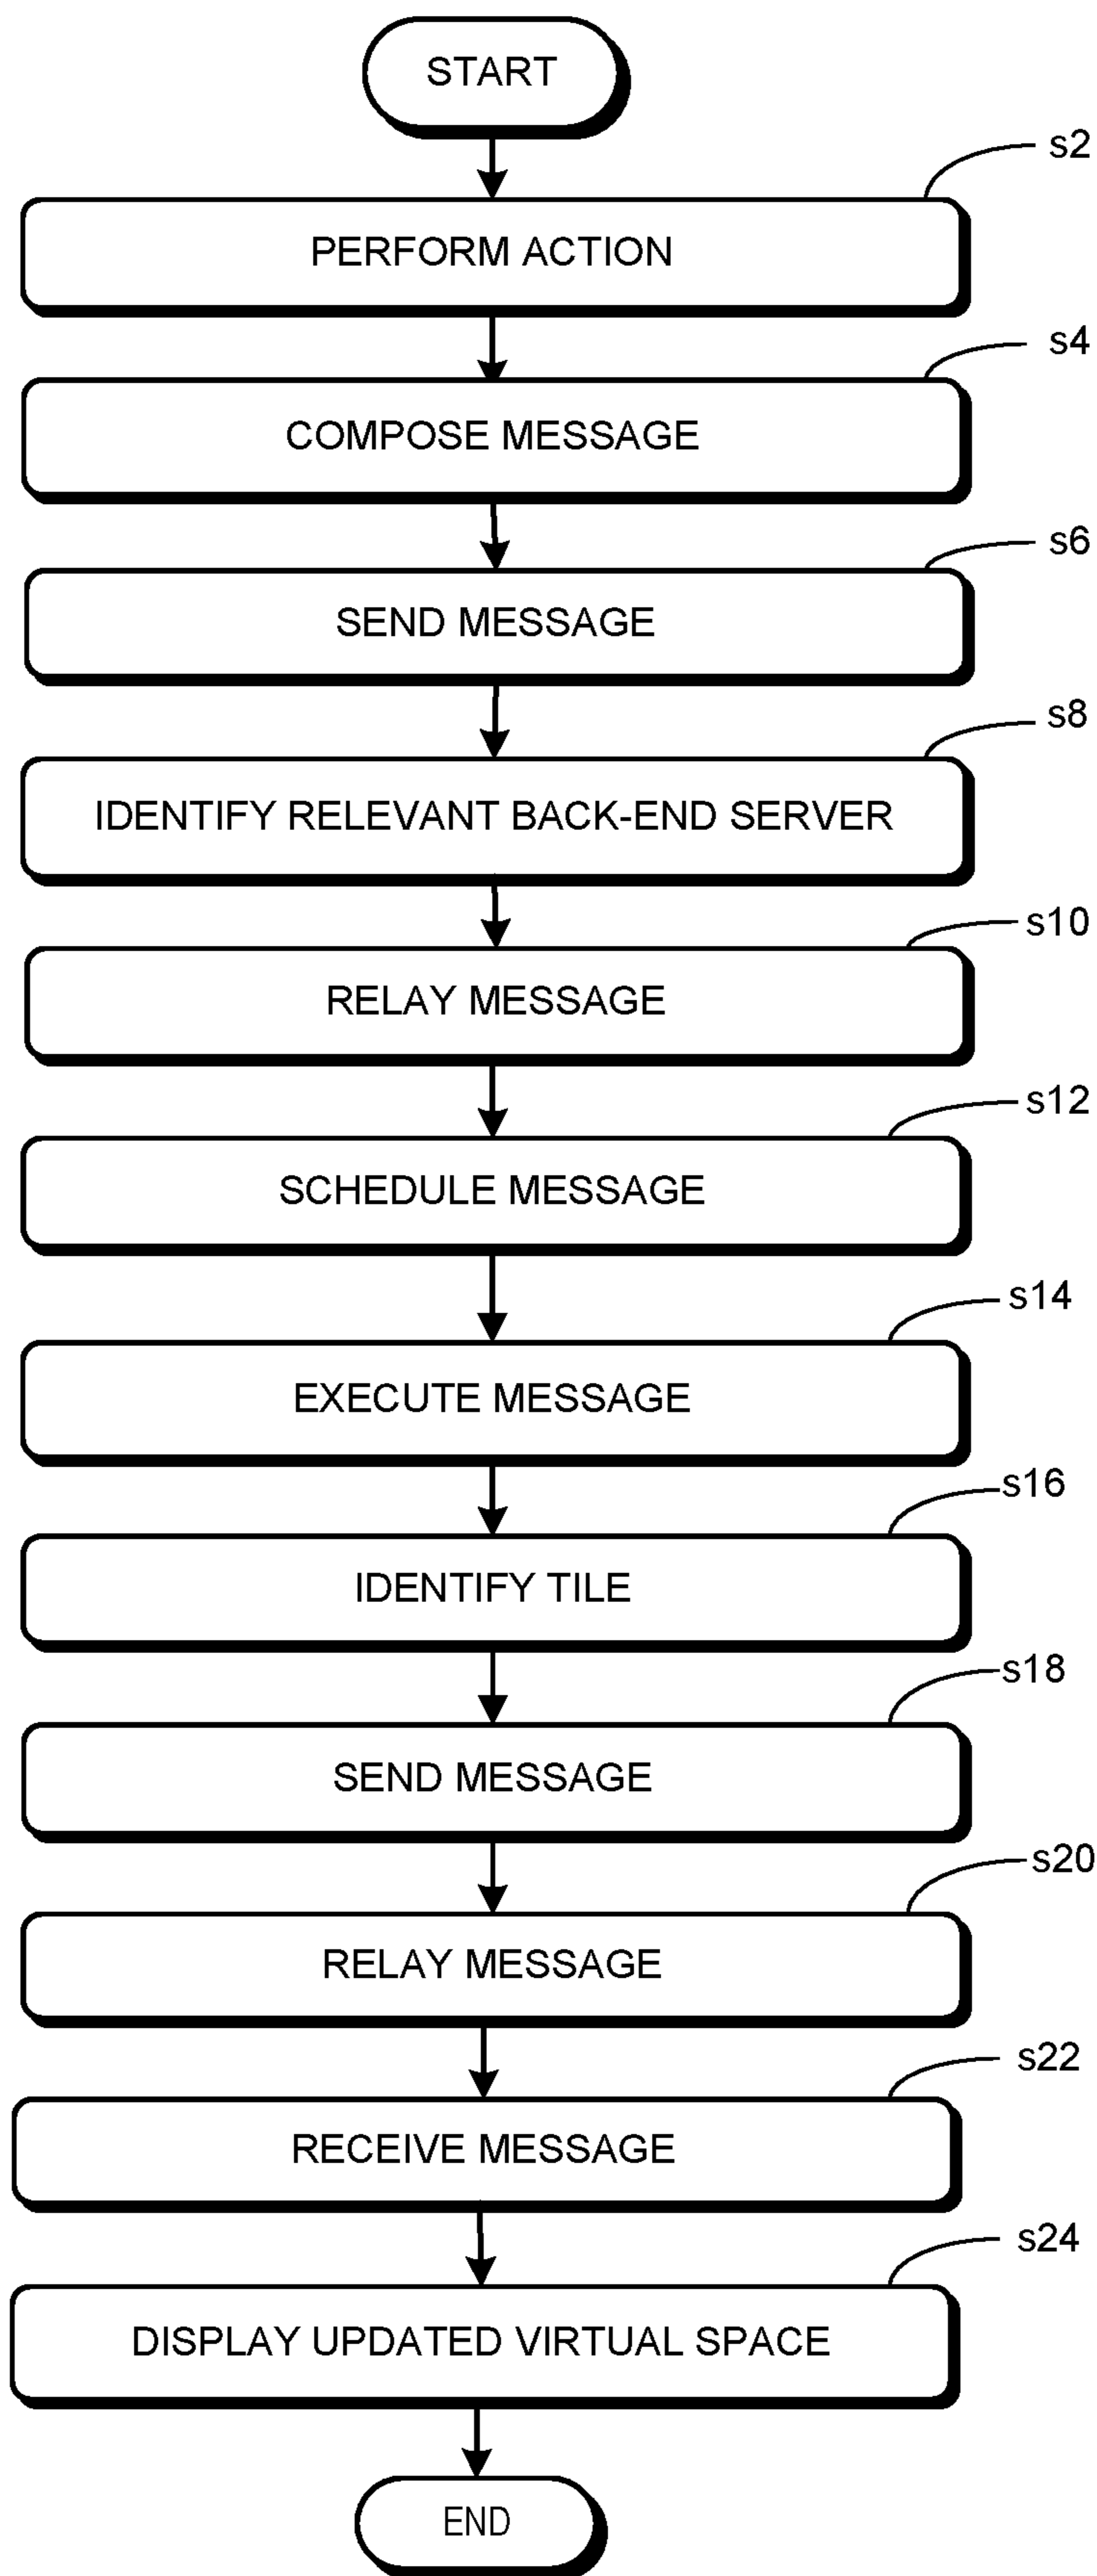 START
s2
PERFORM ACTION
s4
COMPOSE MESSAGE
s6
SEND MESSAGE
s8
IDENTIFY RELEVANT BACK-END SERVER
s10
RELAY MESSAGE
s12
SCHEDULE MESSAGE
s14
EXECUTE MESSAGE
s16
IDENTIFY TILE
s18
SEND MESSAGE
s20
RELAY MESSAGE
s22
RECEIVE MESSAGE
s24
DISPLAY UPDATED VIRTUAL SPACE
END